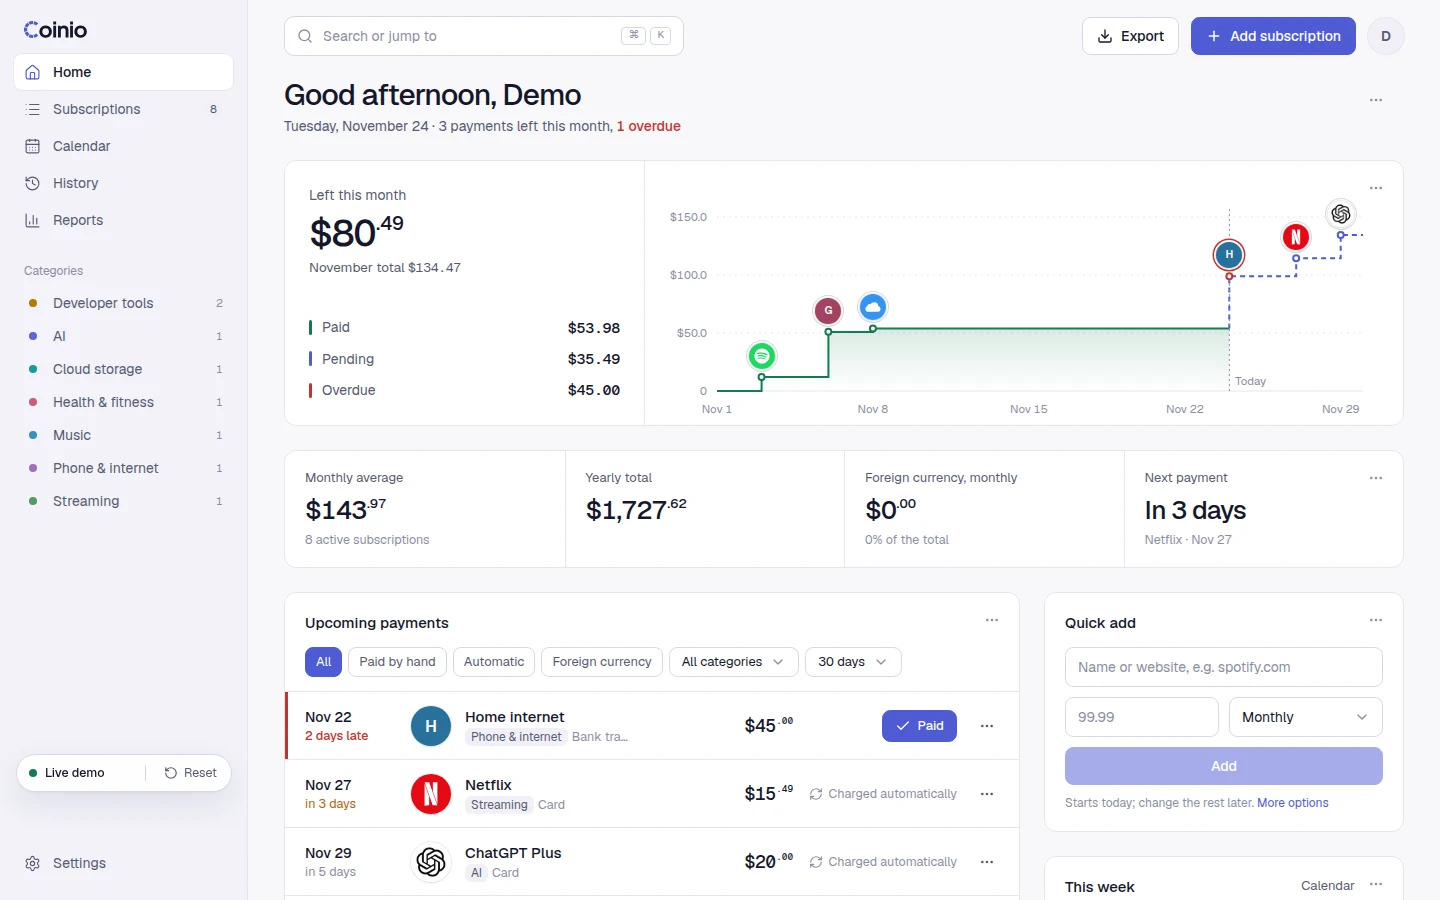 Coinio
Search or jump to
⌘ K
Export
Add subscription
D
Home
Subscriptions 8
Calendar
History
Reports
Categories
Developer tools 2
AI 1
Cloud storage 1
Health & fitness 1
Music 1
Phone & internet 1
Streaming 1
Live demo
Reset
Settings
Good afternoon, Demo
Tuesday, November 24 · 3 payments left this month, 1 overdue
Left this month
$80.49
November total $134.47
Paid $53.98
Pending $35.49
Overdue $45.00
$150.0
$100.0
$50.0
0
G
H
N
Today
Nov 1 Nov 8 Nov 15 Nov 22 Nov 29
Monthly average
$143.97
8 active subscriptions
Yearly total
$1,727.62
Foreign currency, monthly
$0.00
0% of the total
Next payment
In 3 days
Netflix · Nov 27
Upcoming payments
All Paid by hand Automatic Foreign currency All categories 30 days
Nov 22
2 days late
H
Home internet
Phone & internet Bank tra…
$45.00
Paid
Nov 27
in 3 days
N
Netflix
Streaming Card
$15.49
Charged automatically
Nov 29
in 5 days
ChatGPT Plus
AI Card
$20.00
Charged automatically
Quick add
Name or website, e.g. spotify.com
99.99
Monthly
Add
Starts today; change the rest later. More options
This week
Calendar